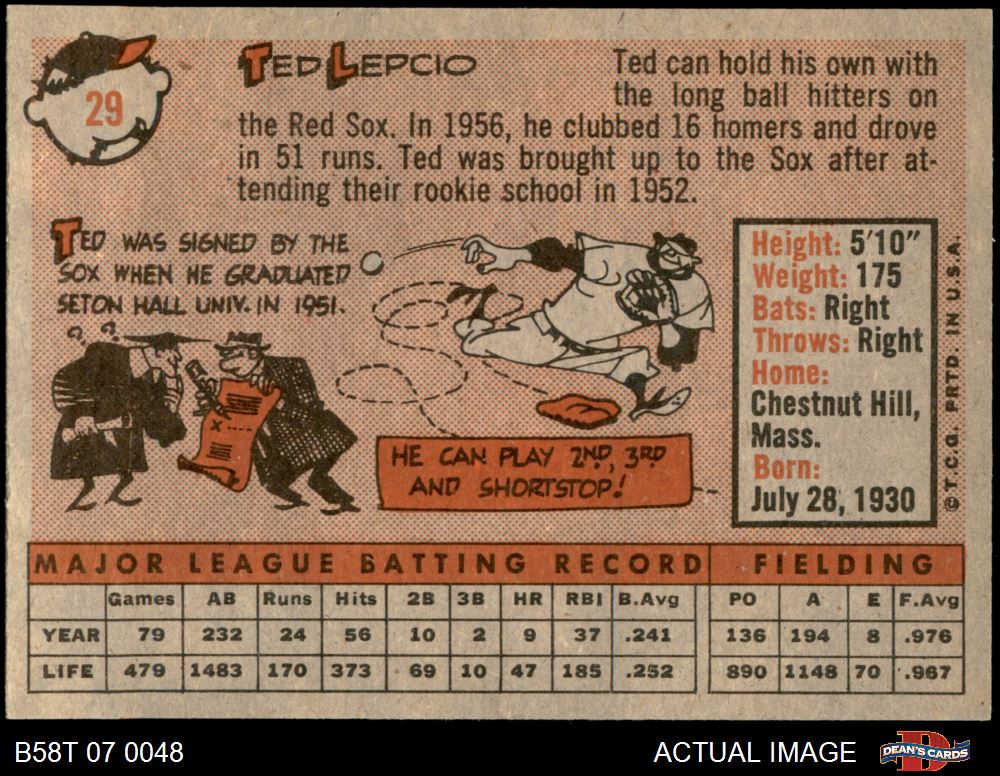 29
TED LEPCIO
Ted can hold his own with
the long ball hitters on
the Red Sox. In 1956, he clubbed 16 homers and drove
in 51 runs. Ted was brought up to the Sox after at-
tending their rookie school in 1952.
TED WAS SIGNED BY THE
SOX WHEN HE GRADUATED
SETON HALL UNIV. IN 1951.
? ?
X
HE CAN PLAY 2ND, 3RD
AND SHORTSTOP!
Height: 5'10"
Weight: 175
Bats: Right
Throws: Right
Home:
Chestnut Hill,
Mass.
Born:
July 28, 1930
© T.C.G. PRTD. IN U.S.A.
MAJOR LEAGUE BATTING RECORD FIELDING
Games AB Runs Hits 2B 3B HR RBI B.Avg PO A E F.Avg
YEAR 79 232 24 56 10 2 9 37 .241 136 194 8 .976
LIFE 479 1483 170 373 69 10 47 185 .252 890 1148 70 .967
B58T 07 0048 ACTUAL IMAGE DEAN'S CARDS